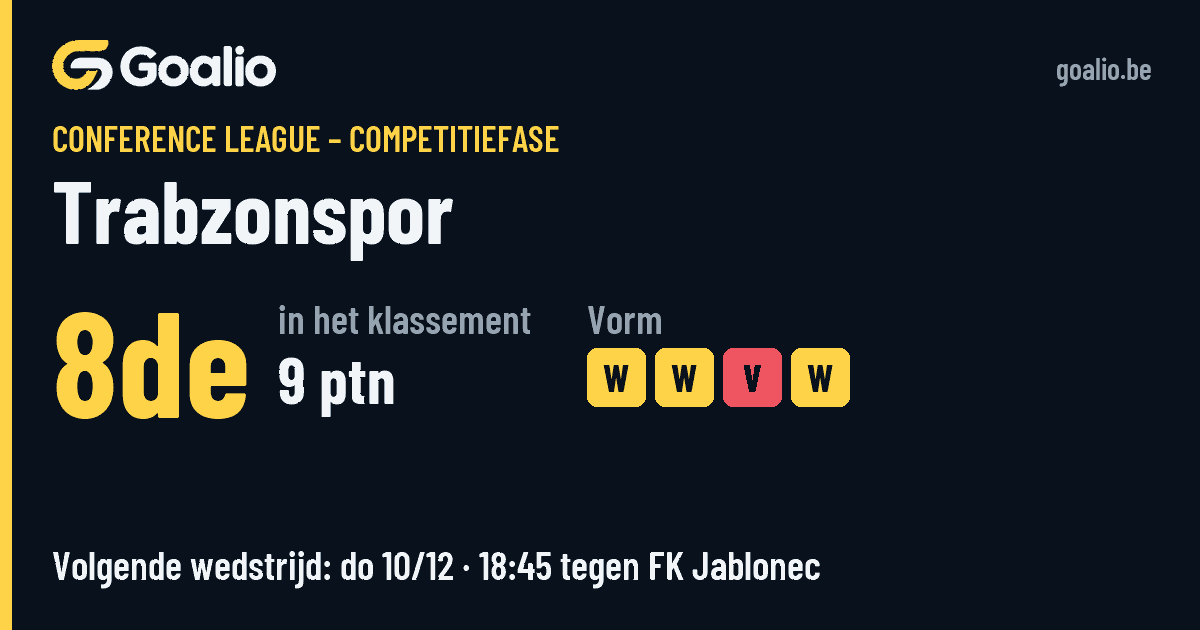 Goalio
goalio.be
CONFERENCE LEAGUE – COMPETITIEFASE
Trabzonspor
8de
in het klassement
9 ptn
Vorm
W W V W
Volgende wedstrijd: do 10/12 · 18:45 tegen FK Jablonec